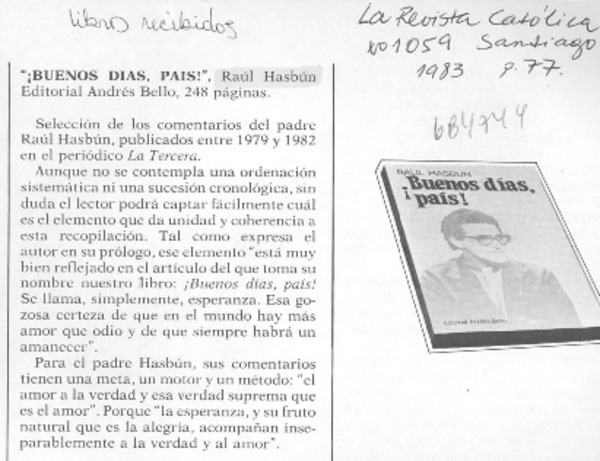 libros recibidos
La Revista Católica
no 1059 Santiago
1983 p. 77.
684744
"¡BUENOS DIAS, PAIS!", Raúl Hasbún
Editorial Andrés Bello, 248 páginas.
Selección de los comentarios del padre
Raúl Hasbún, publicados entre 1979 y 1982
en el periódico La Tercera.
Aunque no se contempla una ordenación
sistemática ni una sucesión cronológica, sin
duda el lector podrá captar fácilmente cuál
es el elemento que da unidad y coherencia a
esta recopilación. Tal como expresa el
autor en su prólogo, ese elemento "está muy
bien reflejado en el artículo del que toma su
nombre nuestro libro: ¡Buenos días, país!
Se llama, simplemente, esperanza. Esa go-
zosa certeza de que en el mundo hay más
amor que odio y de que siempre habrá un
amanecer".
Para el padre Hasbún, sus comentarios
tienen una meta, un motor y un método: "el
amor a la verdad y esa verdad suprema que
es el amor". Porque "la esperanza, y su fruto
natural que es la alegría, acompañan inse-
parablemente a la verdad y al amor".
RAUL HASBUN
¡Buenos días,
país!
Editorial Andrés Bello